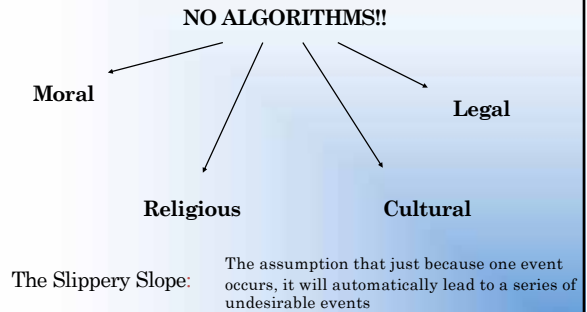 NO ALGORITHMS!!
Moral
Legal
Religious
Cultural
The Slippery Slope:
The assumption that just because one event
occurs, it will automatically lead to a series of
undesirable events